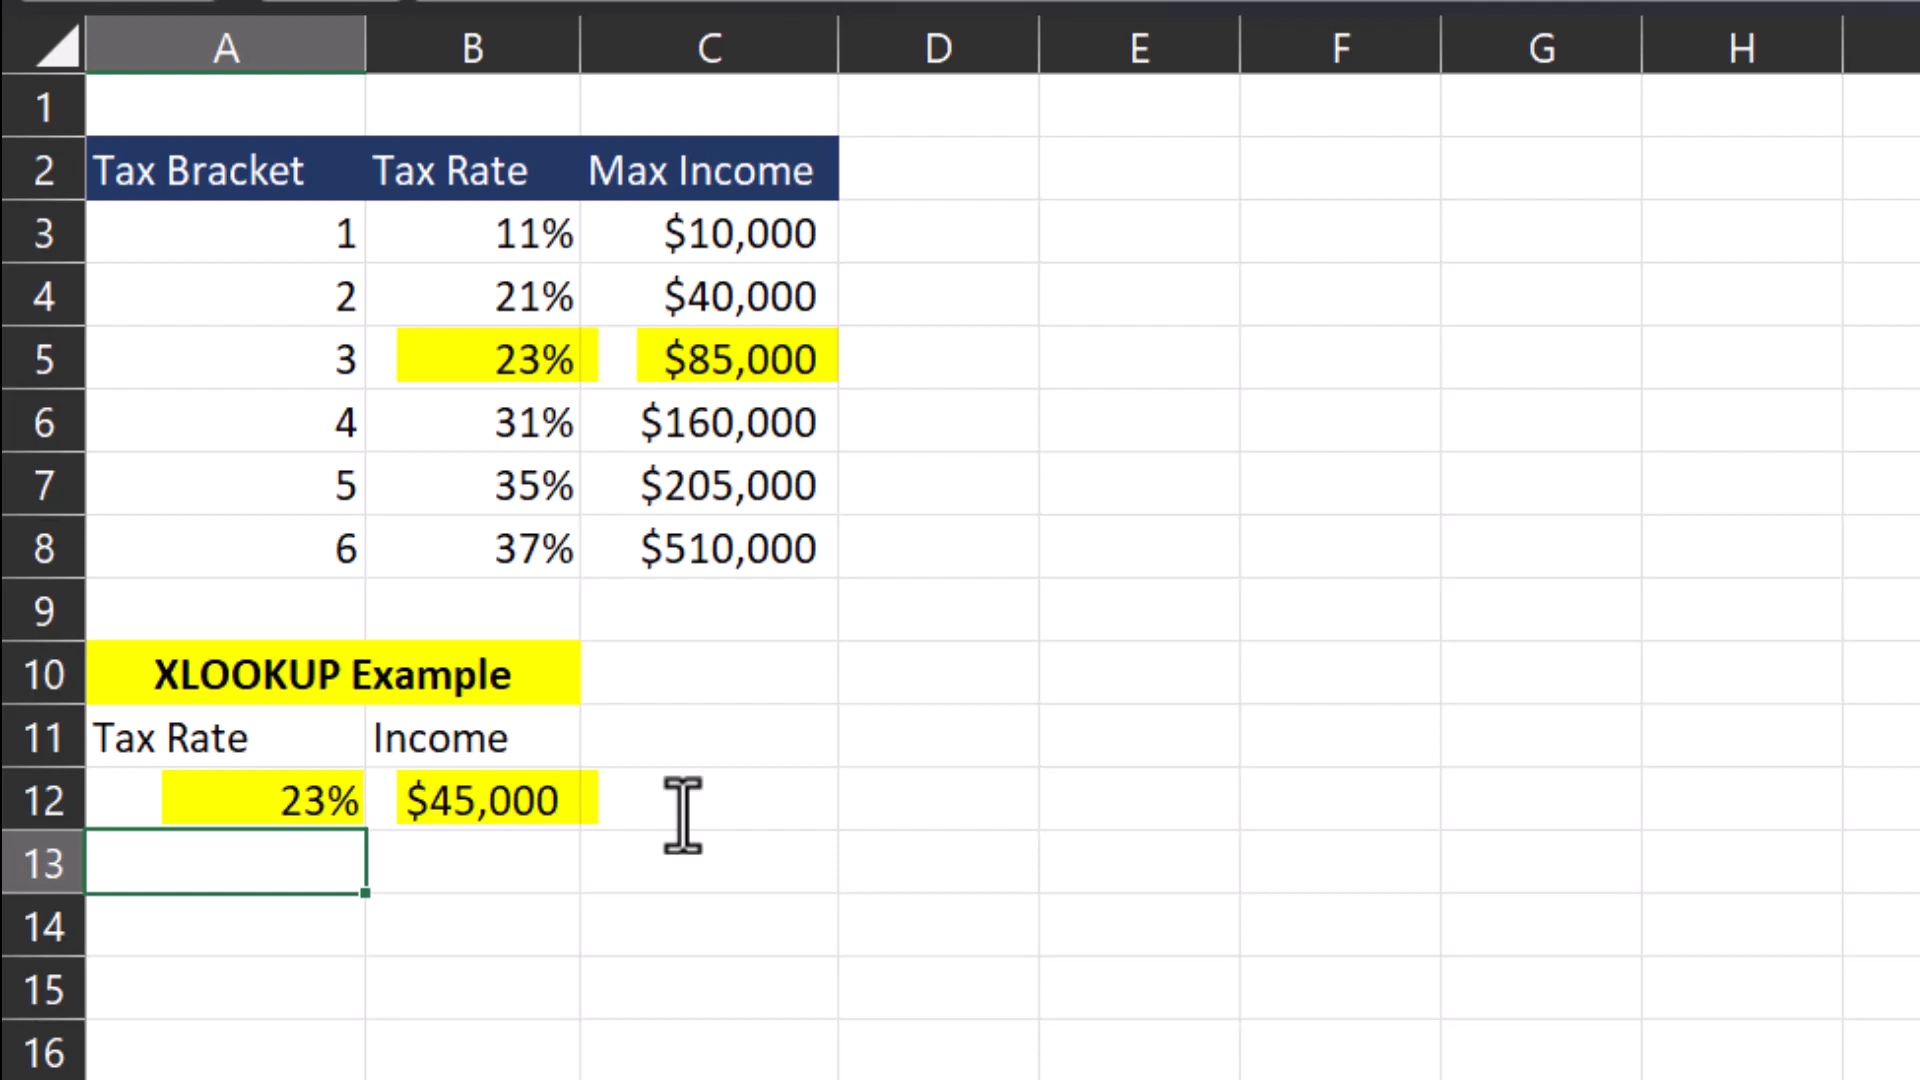 A B C D E F G H
1
2 Tax Bracket Tax Rate Max Income
3 1 11% $10,000
4 2 21% $40,000
5 3 23% $85,000
6 4 31% $160,000
7 5 35% $205,000
8 6 37% $510,000
9
10 XLOOKUP Example
11 Tax Rate Income
12 23% $45,000
13
14
15
16